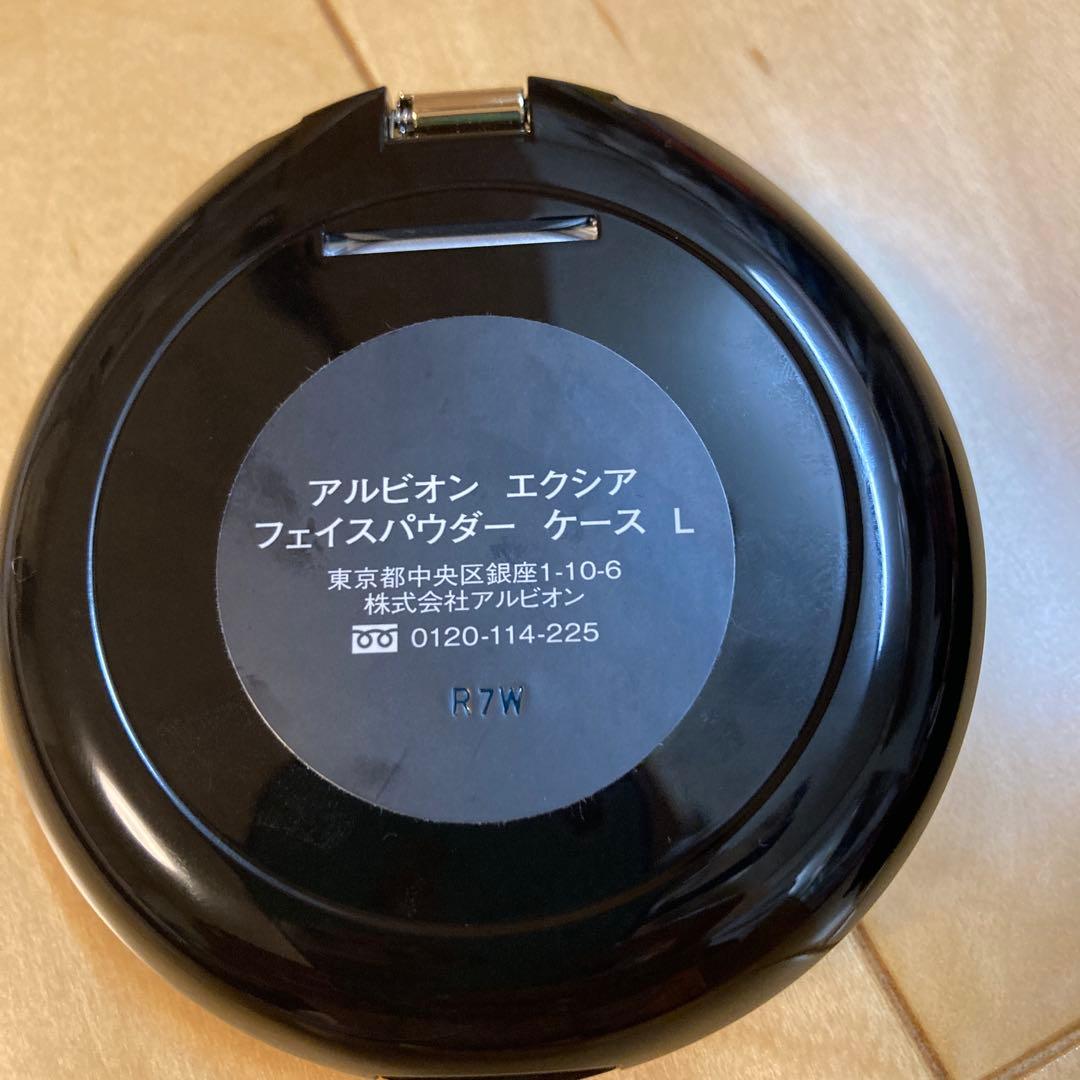 アルビオン エクシア
フェイスパウダー ケース L
東京都中央区銀座1-10-6
株式会社アルビオン
0120-114-225
R7W